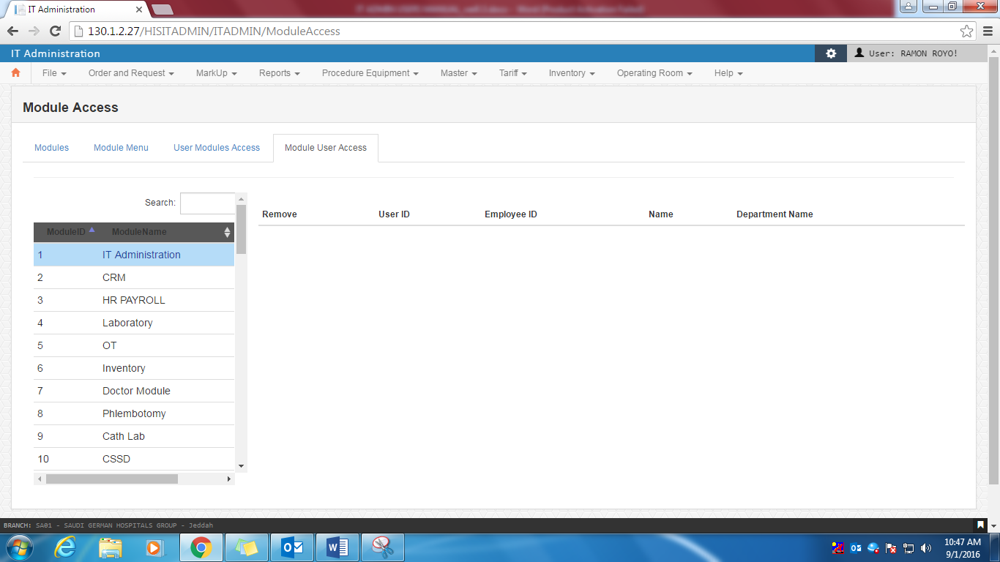 IT Administration
130.1.2.27/HISITADMIN/ITADMIN/ModuleAccess
IT Administration
User: RAMON ROYO!
File Order and Request MarkUp Reports Procedure Equipment Master Tariff Inventory Operating Room Help
Module Access
Modules Module Menu User Modules Access Module User Access
Search:
Remove User ID Employee ID Name Department Name
ModuleID ModuleName
1 IT Administration
2 CRM
3 HR PAYROLL
4 Laboratory
5 OT
6 Inventory
7 Doctor Module
8 Phlembotomy
9 Cath Lab
10 CSSD
BRANCH: SA01 - SAUDI GERMAN HOSPITALS GROUP - Jeddah
10:47 AM
9/1/2016